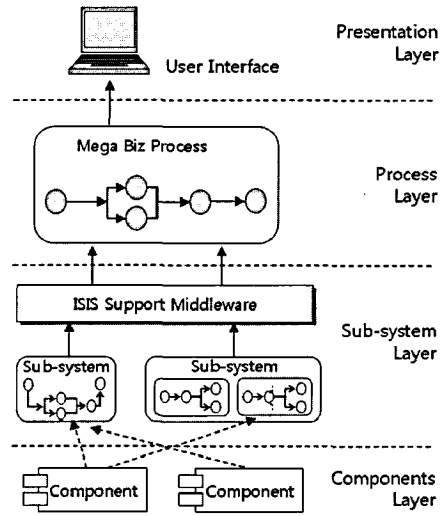 Presentation
Layer
User Interface
Mega Biz Process
Process
Layer
ISIS Support Middleware
Sub-system
Layer
Sub-system
Sub-system
Component
Component
Components
Layer